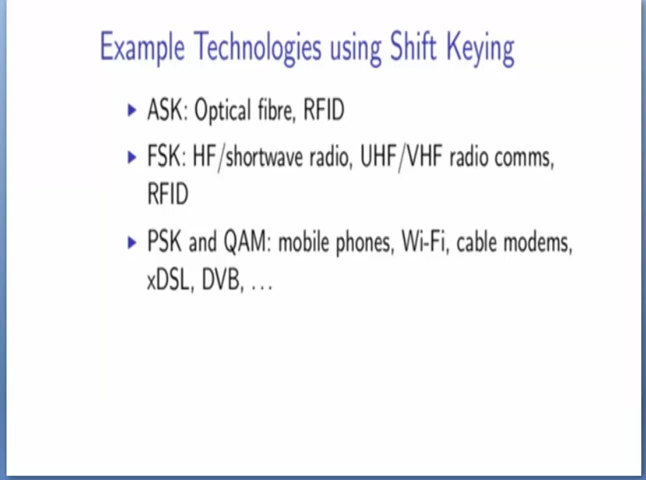 Example Technologies using Shift Keying
▶ ASK: Optical fibre, RFID
▶ FSK: HF/shortwave radio, UHF/VHF radio comms,
RFID
▶ PSK and QAM: mobile phones, Wi-Fi, cable modems,
xDSL, DVB, ...